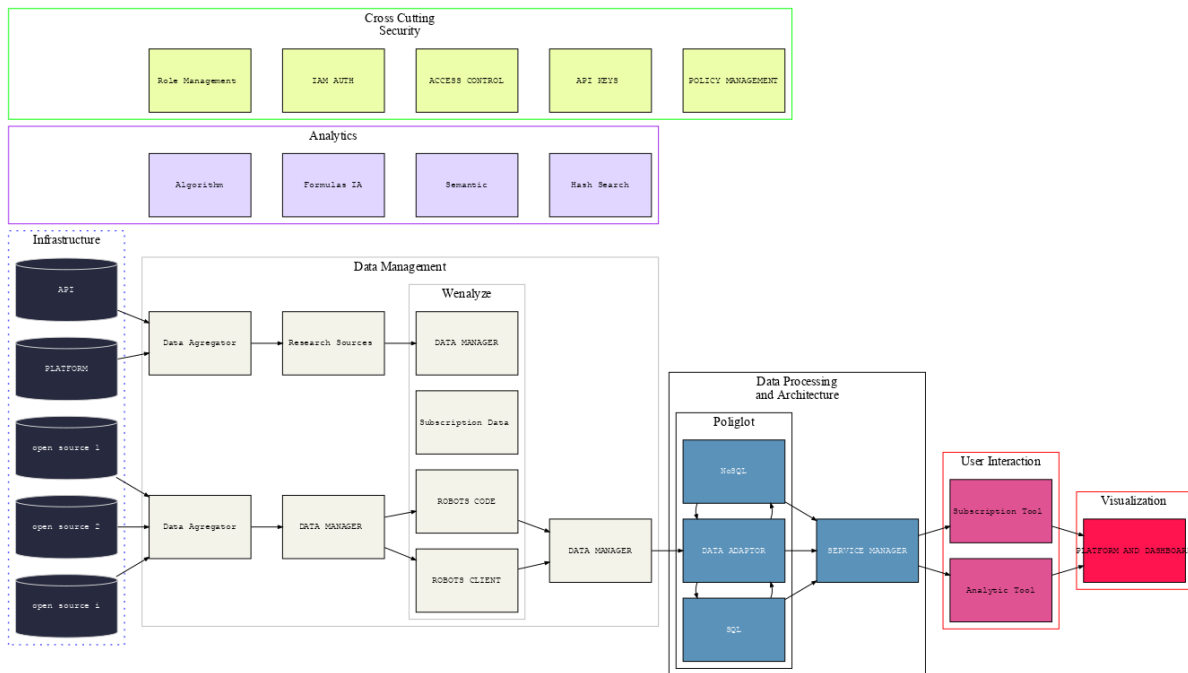 Cross Cutting
Security
Role Management
IAM AUTH
ACCESS CONTROL
API KEYS
POLICY MANAGEMENT
Analytics
Algorithm
Formulas IA
Semantic
Hash Search
Infrastructure
API
PLATFORM
open source 1
open source 2
open source i
Data Management
Data Agregator
Research Sources
Wenalyze
DATA MANAGER
Subscription Data
Data Agregator
DATA MANAGER
ROBOTS CODE
ROBOTS CLIENT
DATA MANAGER
Data Processing
and Architecture
Poliglot
NoSQL
DATA ADAPTOR
SQL
SERVICE MANAGER
User Interaction
Subscription Tool
Analytic Tool
Visualization
PLATFORM AND DASHBOAR